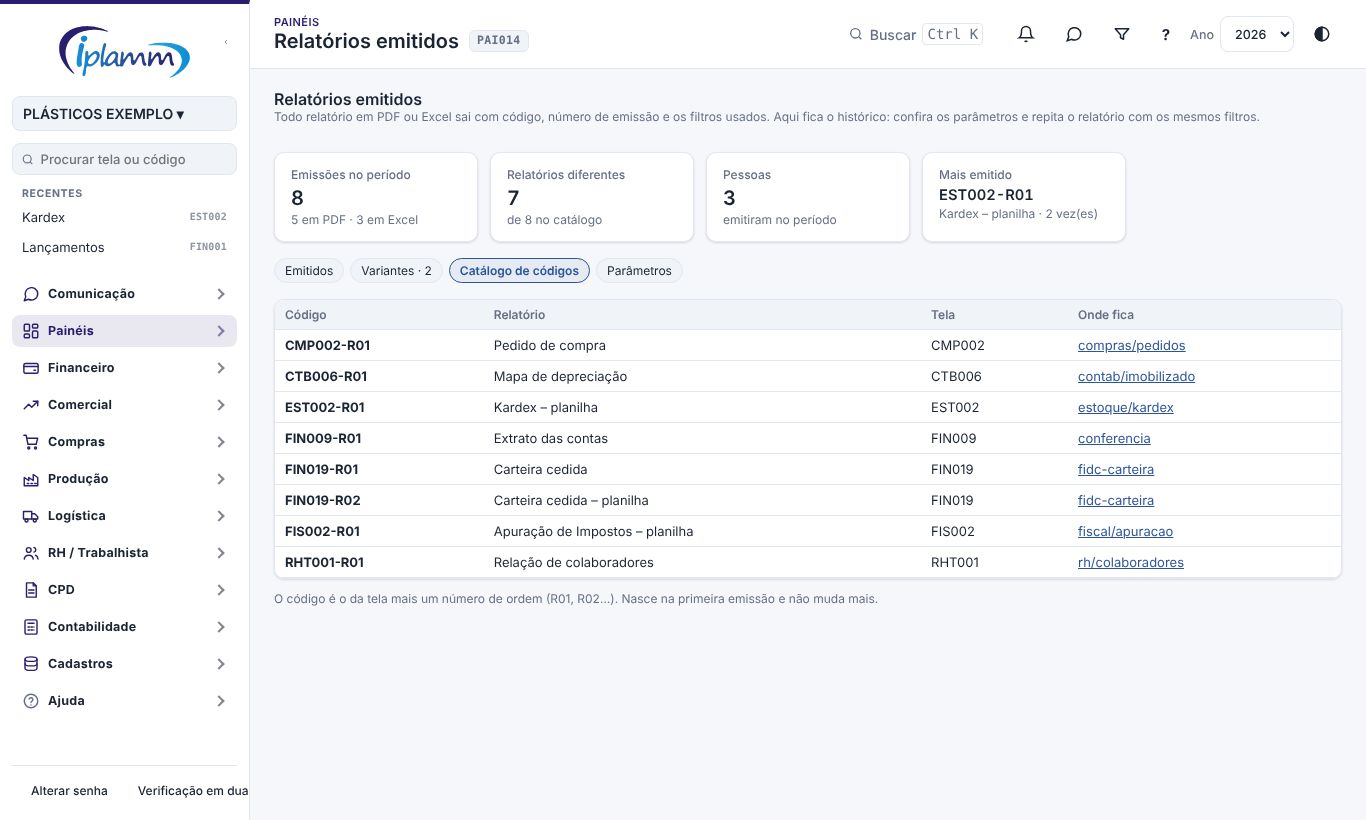 iplamm
‹
PLÁSTICOS EXEMPLO ▾
Procurar tela ou código
RECENTES
Kardex EST002
Lançamentos FIN001
Comunicação
Painéis
Financeiro
Comercial
Compras
Produção
Logística
RH / Trabalhista
CPD
Contabilidade
Cadastros
Ajuda
Alterar senha Verificação em dua
PAINÉIS
Relatórios emitidos PAI014
Buscar Ctrl K ? Ano 2026
Relatórios emitidos
Todo relatório em PDF ou Excel sai com código, número de emissão e os filtros usados. Aqui fica o histórico: confira os parâmetros e repita o relatório com os mesmos filtros.
Emissões no período
8
5 em PDF · 3 em Excel
Relatórios diferentes
7
de 8 no catálogo
Pessoas
3
emitiram no período
Mais emitido
EST002-R01
Kardex – planilha · 2 vez(es)
Emitidos Variantes · 2 Catálogo de códigos Parâmetros
Código Relatório Tela Onde fica
CMP002-R01 Pedido de compra CMP002 compras/pedidos
CTB006-R01 Mapa de depreciação CTB006 contab/imobilizado
EST002-R01 Kardex – planilha EST002 estoque/kardex
FIN009-R01 Extrato das contas FIN009 conferencia
FIN019-R01 Carteira cedida FIN019 fidc-carteira
FIN019-R02 Carteira cedida – planilha FIN019 fidc-carteira
FIS002-R01 Apuração de Impostos – planilha FIS002 fiscal/apuracao
RHT001-R01 Relação de colaboradores RHT001 rh/colaboradores
O código é o da tela mais um número de ordem (R01, R02…). Nasce na primeira emissão e não muda mais.